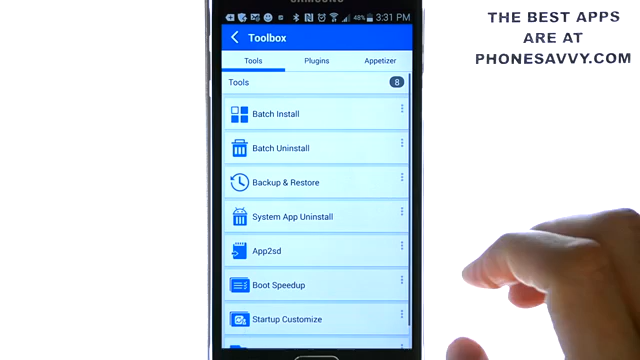 THE BEST APPS
ARE AT
PHONESAVVY.COM
SAMSUNG
48% 3:31 PM
Toolbox
Tools Plugins Appetizer
Tools 8
Batch Install
Batch Uninstall
Backup & Restore
System App Uninstall
App2sd
Boot Speedup
Startup Customize